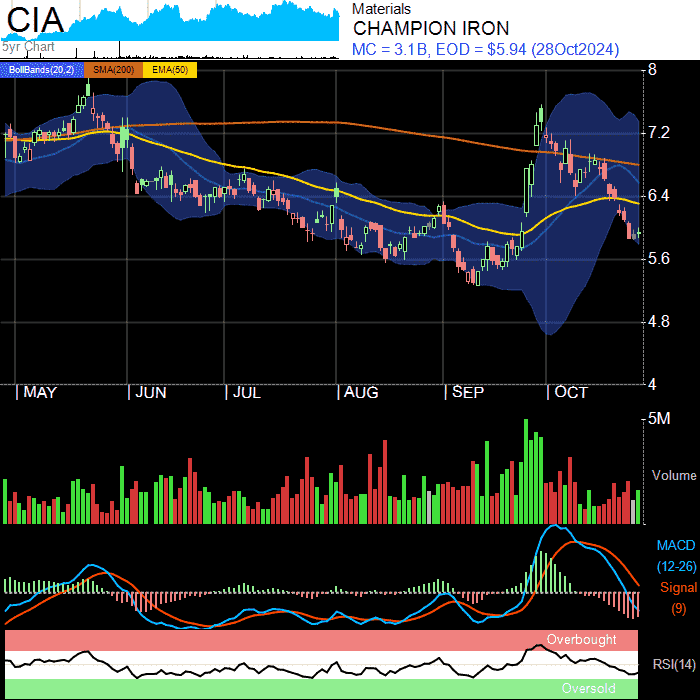 CIA
5yr Chart
Materials
CHAMPION IRON
MC = 3.1B, EOD = $5.94 (28Oct2024)
BollBands(20,2) SMA(200) EMA(50)
8
7.2
6.4
5.6
4.8
4
MAY JUN JUL AUG SEP OCT
5M
Volume
MACD
(12-26)
Signal
(9)
Overbought
RSI(14)
Oversold